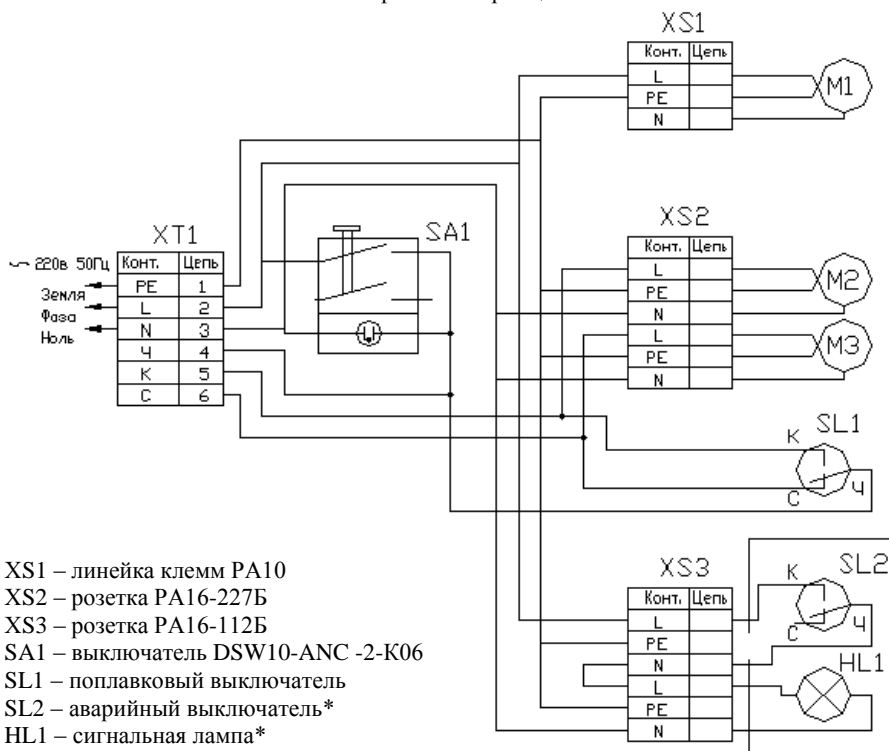 XS1
Конт. Цепь
L
PE
N
M1
XS2
Конт. Цепь
L
PE
N
L
PE
N
M2
M3
SA1
XT1
Конт. Цепь
PE 1
L 2
N 3
Ч 4
К 5
С 6
220в 50Гц
Земля
Фаза
Ноль
SL1
К
С
Ч
XS3
Конт. Цепь
L
PE
N
L
PE
N
SL2
К
С
Ч
HL1
XS1 – линейка клемм РА10
XS2 – розетка РА16-227Б
XS3 – розетка РА16-112Б
SA1 – выключатель DSW10-ANC -2-К06
SL1 – поплавковый выключатель
SL2 – аварийный выключатель*
HL1 – сигнальная лампа*